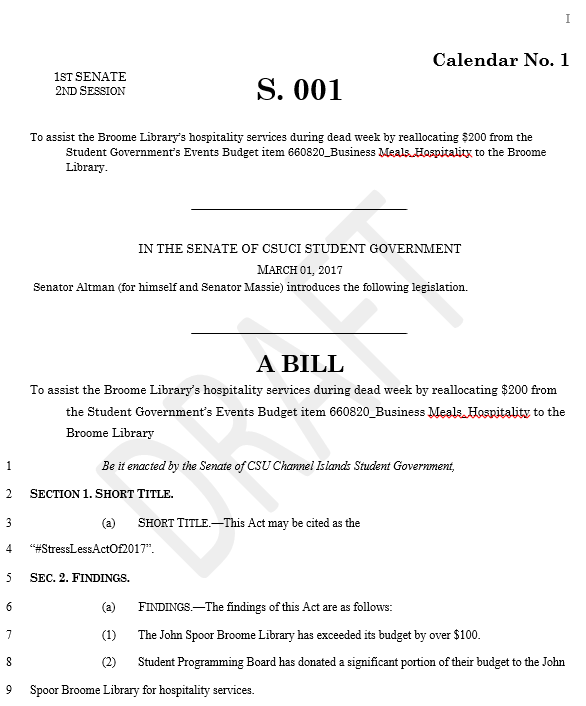 I
Calendar No. 1
1ST SENATE
2ND SESSION
S. 001
To assist the Broome Library's hospitality services during dead week by reallocating $200 from the
Student Government's Events Budget item 660820_Business Meals, Hospitality to the Broome
Library.
IN THE SENATE OF CSUCI STUDENT GOVERNMENT
MARCH 01, 2017
Senator Altman (for himself and Senator Massie) introduces the following legislation.
A BILL
To assist the Broome Library's hospitality services during dead week by reallocating $200 from
the Student Government's Events Budget item 660820_Business Meals, Hospitality to the
Broome Library
1 Be it enacted by the Senate of CSU Channel Islands Student Government,
2 SECTION 1. SHORT TITLE.
3 (a) SHORT TITLE.—This Act may be cited as the
4 “#StressLessActOf2017”.
5 SEC. 2. FINDINGS.
6 (a) FINDINGS.—The findings of this Act are as follows:
7 (1) The John Spoor Broome Library has exceeded its budget by over $100.
8 (2) Student Programming Board has donated a significant portion of their budget to the John
9 Spoor Broome Library for hospitality services.
DRAFT